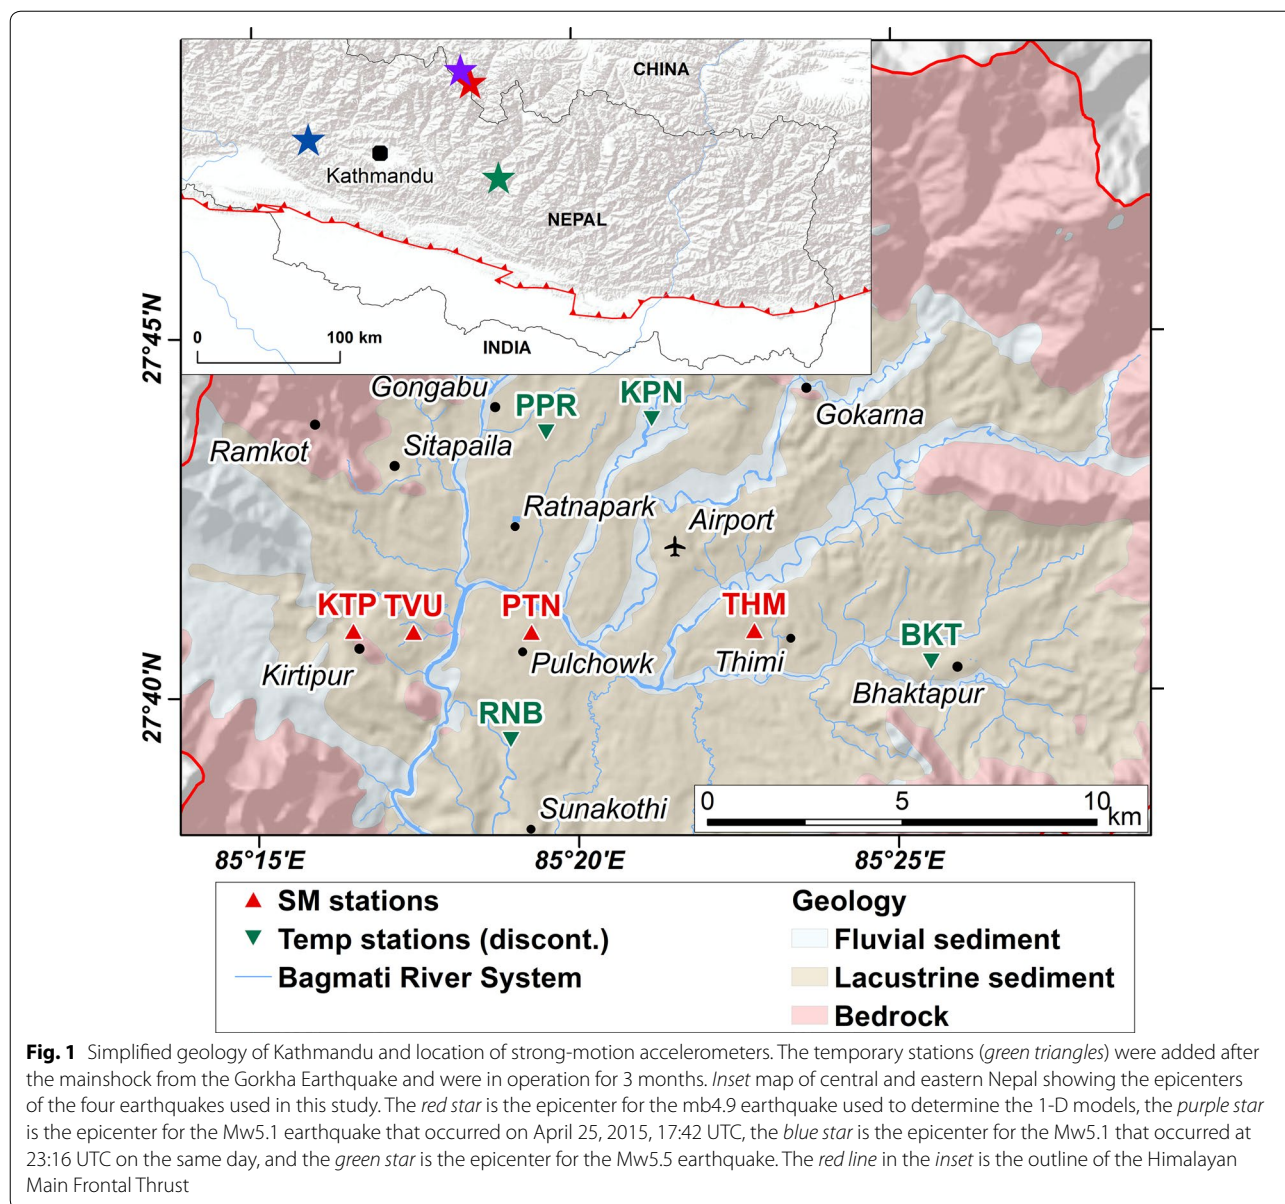 CHINA
Kathmandu
NEPAL
0 100 km
INDIA
27°45'N
27°40'N
Gongabu
PPR
KPN
Gokarna
Ramkot
Sitapaila
Ratnapark
Airport
KTP
TVU
PTN
THM
BKT
Kirtipur
Pulchowk
Thimi
Bhaktapur
RNB
Sunakothi
0 5 10
km
85°15'E 85°20'E 85°25'E
SM stations
Temp stations (discont.)
Bagmati River System
Geology
Fluvial sediment
Lacustrine sediment
Bedrock
Fig. 1 Simplified geology of Kathmandu and location of strong-motion accelerometers. The temporary stations (green triangles) were added after
the mainshock from the Gorkha Earthquake and were in operation for 3 months. Inset map of central and eastern Nepal showing the epicenters
of the four earthquakes used in this study. The red star is the epicenter for the mb4.9 earthquake used to determine the 1-D models, the purple star
is the epicenter for the Mw5.1 earthquake that occurred on April 25, 2015, 17:42 UTC, the blue star is the epicenter for the Mw5.1 that occurred at
23:16 UTC on the same day, and the green star is the epicenter for the Mw5.5 earthquake. The red line in the inset is the outline of the Himalayan
Main Frontal Thrust